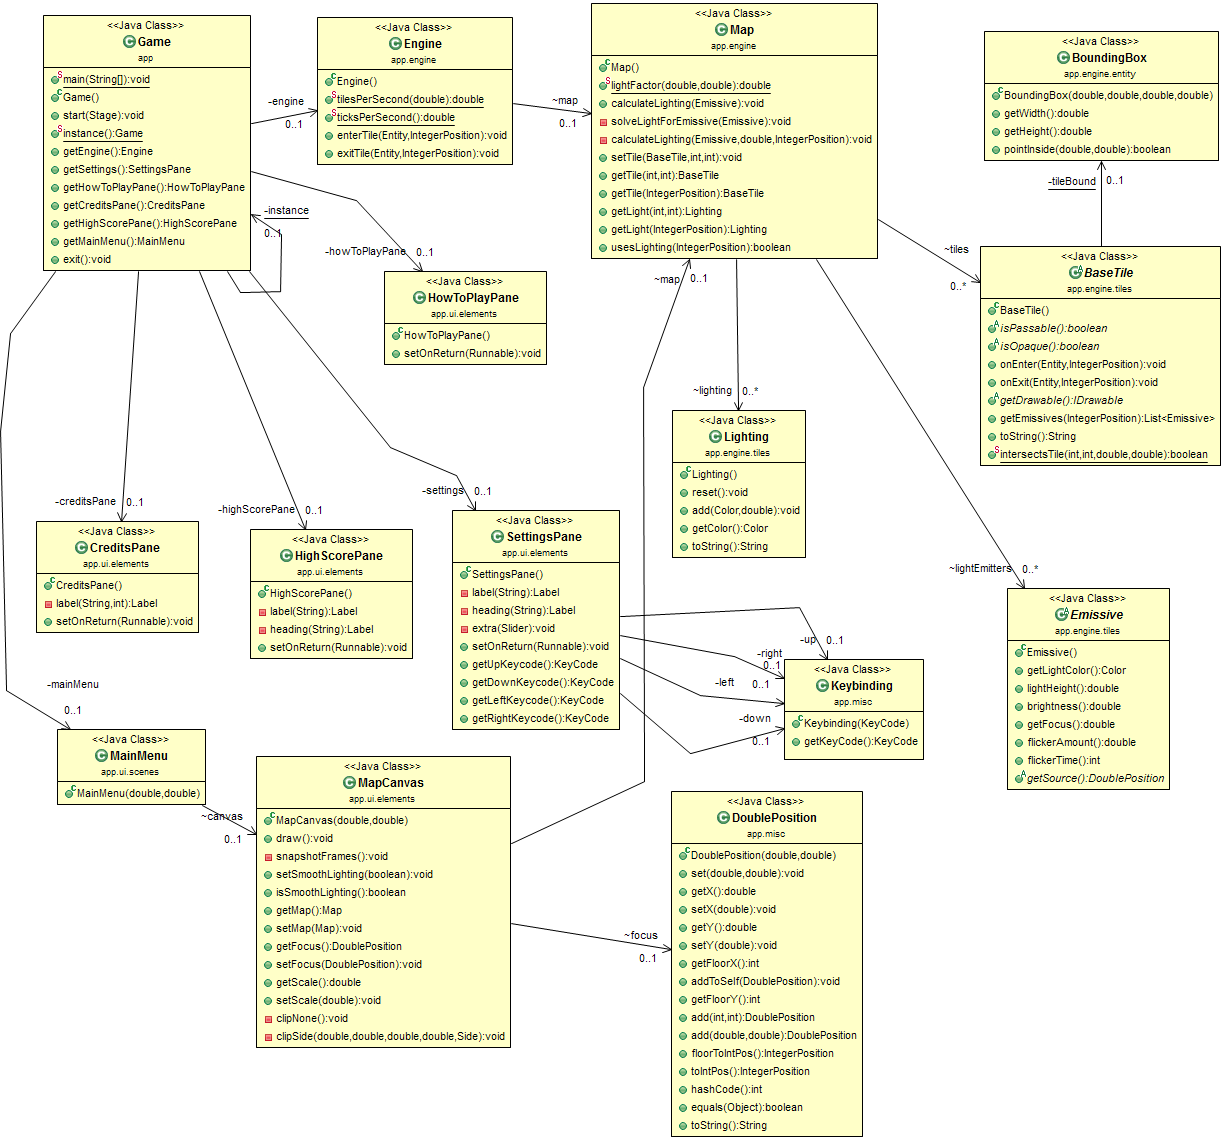 <<Java Class>>
Game
app
main(String[]):void
Game()
start(Stage):void
instance():Game
getEngine():Engine
getSettings():SettingsPane
getHowToPlayPane():HowToPlayPane
getCreditsPane():CreditsPane
getHighScorePane():HighScorePane
getMainMenu():MainMenu
exit():void
-engine
0..1
-instance
0..1
<<Java Class>>
Engine
app.engine
Engine()
tilesPerSecond(double):double
ticksPerSecond():double
enterTile(Entity,IntegerPosition):void
exitTile(Entity,IntegerPosition):void
~map
0..1
<<Java Class>>
Map
app.engine
Map()
lightFactor(double,double):double
calculateLighting(Emissive):void
solveLightForEmissive(Emissive):void
calculateLighting(Emissive,double,IntegerPosition):void
setTile(BaseTile,int,int):void
getTile(int,int):BaseTile
getTile(IntegerPosition):BaseTile
getLight(int,int):Lighting
getLight(IntegerPosition):Lighting
usesLighting(IntegerPosition):boolean
<<Java Class>>
BoundingBox
app.engine.entity
BoundingBox(double,double,double,double)
getWidth():double
getHeight():double
pointInside(double,double):boolean
-tileBound
0..1
~tiles
0..*
<<Java Class>>
BaseTile
app.engine.tiles
BaseTile()
isPassable():boolean
isOpaque():boolean
onEnter(Entity,IntegerPosition):void
onExit(Entity,IntegerPosition):void
getDrawable():IDrawable
getEmissives(IntegerPosition):List<Emissive>
toString():String
intersectsTile(int,int,double,double):boolean
-howToPlayPane
0..1
<<Java Class>>
HowToPlayPane
app.ui.elements
HowToPlayPane()
setOnReturn(Runnable):void
~map
0..1
~lighting
0..*
<<Java Class>>
Lighting
app.engine.tiles
Lighting()
reset():void
add(Color,double):void
getColor():Color
toString():String
-creditsPane
0..1
<<Java Class>>
CreditsPane
app.ui.elements
CreditsPane()
label(String,int):Label
setOnReturn(Runnable):void
-highScorePane
0..1
<<Java Class>>
HighScorePane
app.ui.elements
HighScorePane()
label(String):Label
heading(String):Label
setOnReturn(Runnable):void
-settings
0..1
<<Java Class>>
SettingsPane
app.ui.elements
SettingsPane()
label(String):Label
heading(String):Label
extra(Slider):void
setOnReturn(Runnable):void
getUpKeycode():KeyCode
getDownKeycode():KeyCode
getLeftKeycode():KeyCode
getRightKeycode():KeyCode
~lightEmitters
0..*
<<Java Class>>
Emissive
app.engine.tiles
Emissive()
getLightColor():Color
lightHeight():double
brightness():double
getFocus():double
flickerAmount():double
flickerTime():int
getSource():DoublePosition
-up
0..1
-right
0..1
-left
0..1
-down
0..1
<<Java Class>>
Keybinding
app.misc
Keybinding(KeyCode)
getKeyCode():KeyCode
-mainMenu
0..1
<<Java Class>>
MainMenu
app.ui.scenes
MainMenu(double,double)
~canvas
0..1
<<Java Class>>
MapCanvas
app.ui.elements
MapCanvas(double,double)
draw():void
snapshotFrames():void
setSmoothLighting(boolean):void
isSmoothLighting():boolean
getMap():Map
setMap(Map):void
getFocus():DoublePosition
setFocus(DoublePosition):void
getScale():double
setScale(double):void
clipNone():void
clipSide(double,double,double,double,Side):void
~focus
0..1
<<Java Class>>
DoublePosition
app.misc
DoublePosition(double,double)
set(double,double):void
getX():double
setX(double):void
getY():double
setY(double):void
getFloorX():int
addToSelf(DoublePosition):void
getFloorY():int
add(int,int):DoublePosition
add(double,double):DoublePosition
floorToIntPos():IntegerPosition
toIntPos():IntegerPosition
hashCode():int
equals(Object):boolean
toString():String